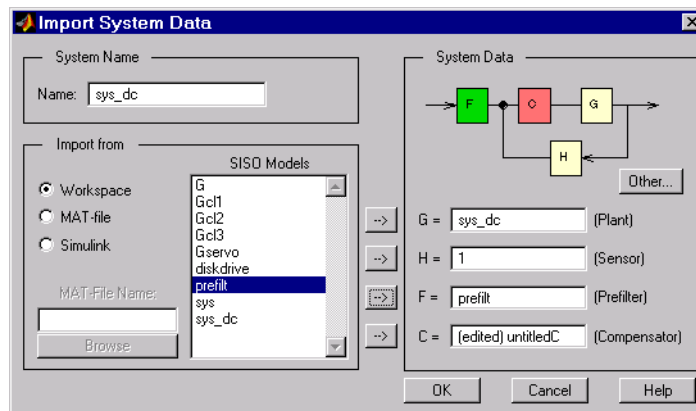 Import System Data
System Name
Name: sys_dc
Import from
Workspace
MAT-file
Simulink
MAT-File Name:
Browse
SISO Models
G
Gcl1
Gcl2
Gcl3
Gservo
diskdrive
prefilt
sys
sys_dc
-->
-->
-->
-->
System Data
F
C
G
H
Other...
G = sys_dc (Plant)
H = 1 (Sensor)
F = prefilt (Prefilter)
C = (edited) untitledC (Compensator)
OK Cancel Help